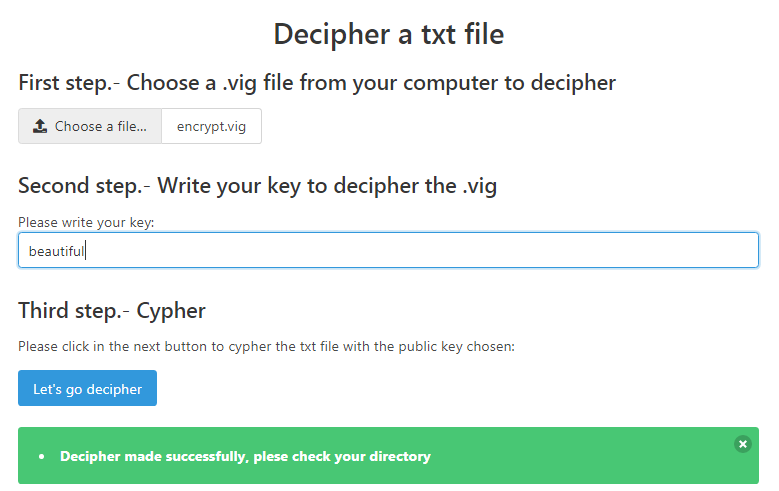 Decipher a txt file
First step.- Choose a .vig file from your computer to decipher
Choose a file... encrypt.vig
Second step.- Write your key to decipher the .vig
Please write your key:
beautiful
Third step.- Cypher
Please click in the next button to cypher the txt file with the public key chosen:
Let's go decipher
Decipher made successfully, plese check your directory